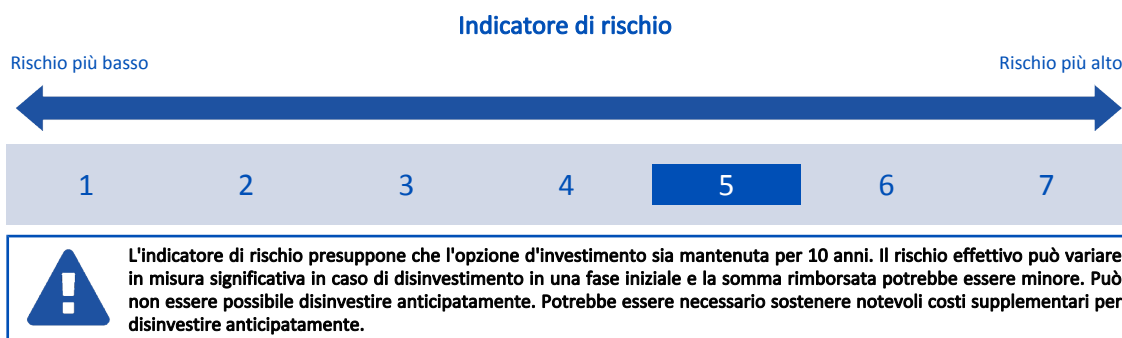 Indicatore di rischio
Rischio più basso
Rischio più alto
1 2 3 4 5 6 7
L'indicatore di rischio presuppone che l'opzione d'investimento sia mantenuta per 10 anni. Il rischio effettivo può variare
in misura significativa in caso di disinvestimento in una fase iniziale e la somma rimborsata potrebbe essere minore. Può
non essere possibile disinvestire anticipatamente. Potrebbe essere necessario sostenere notevoli costi supplementari per
disinvestire anticipatamente.